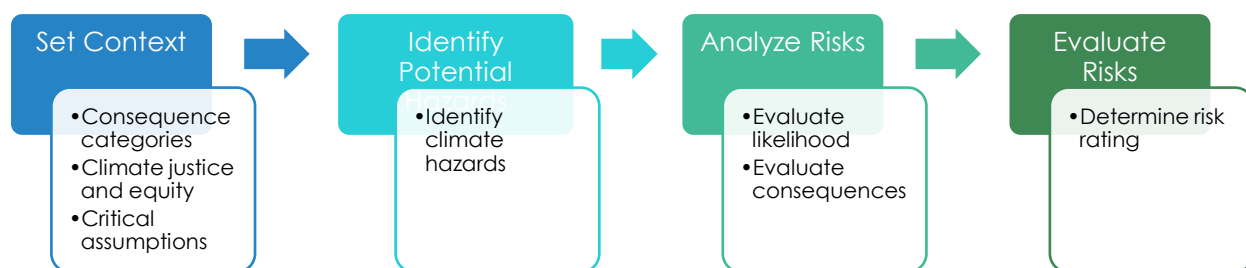 Set Context
•Consequence
categories
•Climate justice
and equity
•Critical
assumptions
Identify
Potential
Hazards
•Identify
climate
hazards
Analyze Risks
•Evaluate
likelihood
•Evaluate
consequences
Evaluate
Risks
•Determine risk
rating